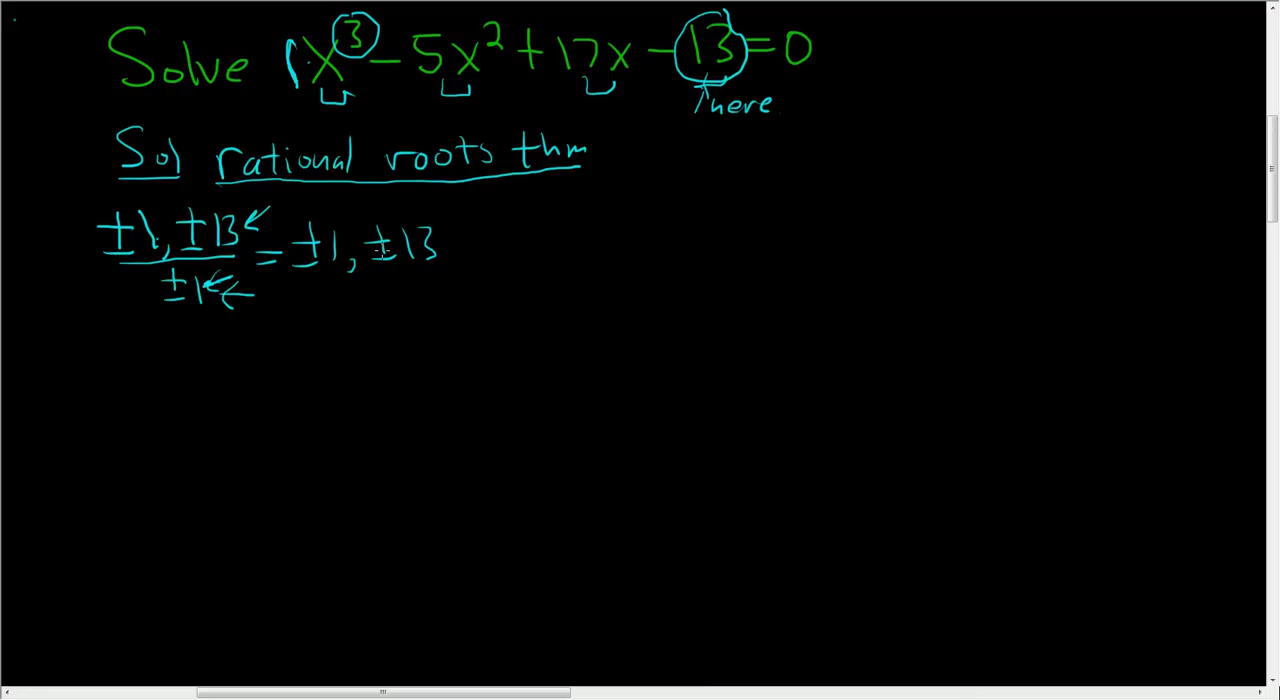 Solve 1x³ - 5x² + 17x - 13 = 0
there
Sol rational roots thm
±1, ±13 = ±1, ±13
±1